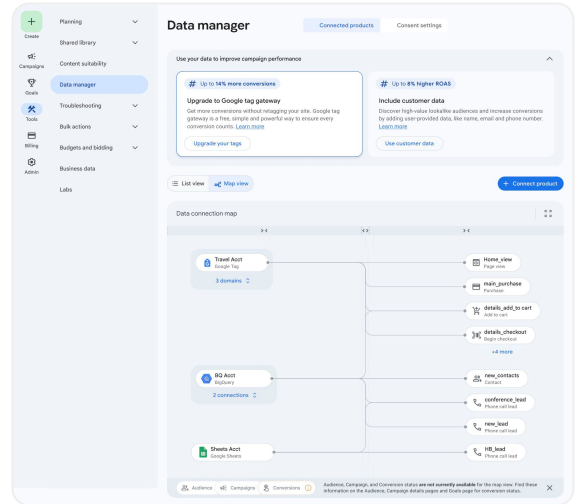 Create
Campaigns
Goals
Tools
Billing
Admin
Planning
Shared library
Content suitability
Data manager
Troubleshooting
Bulk actions
Budgets and bidding
Business data
Labs
Data manager
Connected products
Consent settings
Use your data to improve campaign performance
Up to 14% more conversions
Upgrade to Google tag gateway
Get more conversions without retagging your site. Google tag
gateway is a free, simple and powerful way to ensure every
conversion counts. Learn more
Upgrade your tags
Up to 8% higher ROAS
Include customer data
Discover high-value lookalike audiences and increase conversions
by adding user-provided data, like name, email and phone number.
Learn more
Use customer data
List view
Map view
+ Connect product
Data connection map
Travel Acct
Google Tag
3 domains
Home_view
Page view
main_purchase
Purchase
details_add_to cart
Add to cart
details_checkout
Begin checkout
+4 more
BQ Acct
BigQuery
2 connections
new_contacts
Contact
conference_lead
Phone call lead
new_lead
Phone call lead
Sheets Acct
Google Sheets
HB_lead
Phone call lead
Audience
Campaigns
Conversions
Audience, Campaign, and Conversion status are not currently available for the map view. Find these
information on the Audience, Campaign details pages and Goals page for conversion status.